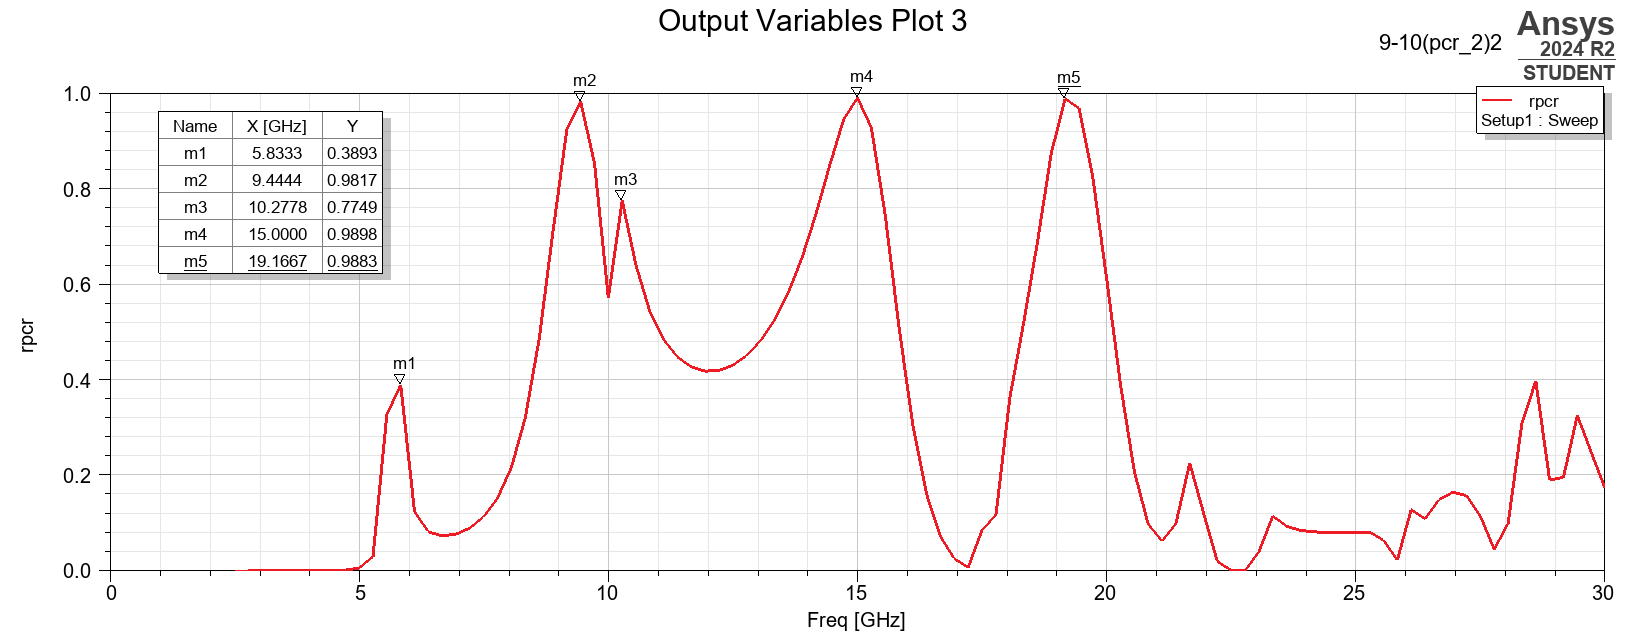 Output Variables Plot 3
9-10(pcr_2)2
Ansys
2024 R2
STUDENT
rpcr
Setup1 : Sweep
Name X [GHz] Y
m1 5.8333 0.3893
m2 9.4444 0.9817
m3 10.2778 0.7749
m4 15.0000 0.9898
m5 19.1667 0.9883
m2
m4
m5
m3
m1
1.0
0.8
0.6
0.4
0.2
0.0
rpcr
0 5 10 15 20 25 30
Freq [GHz]